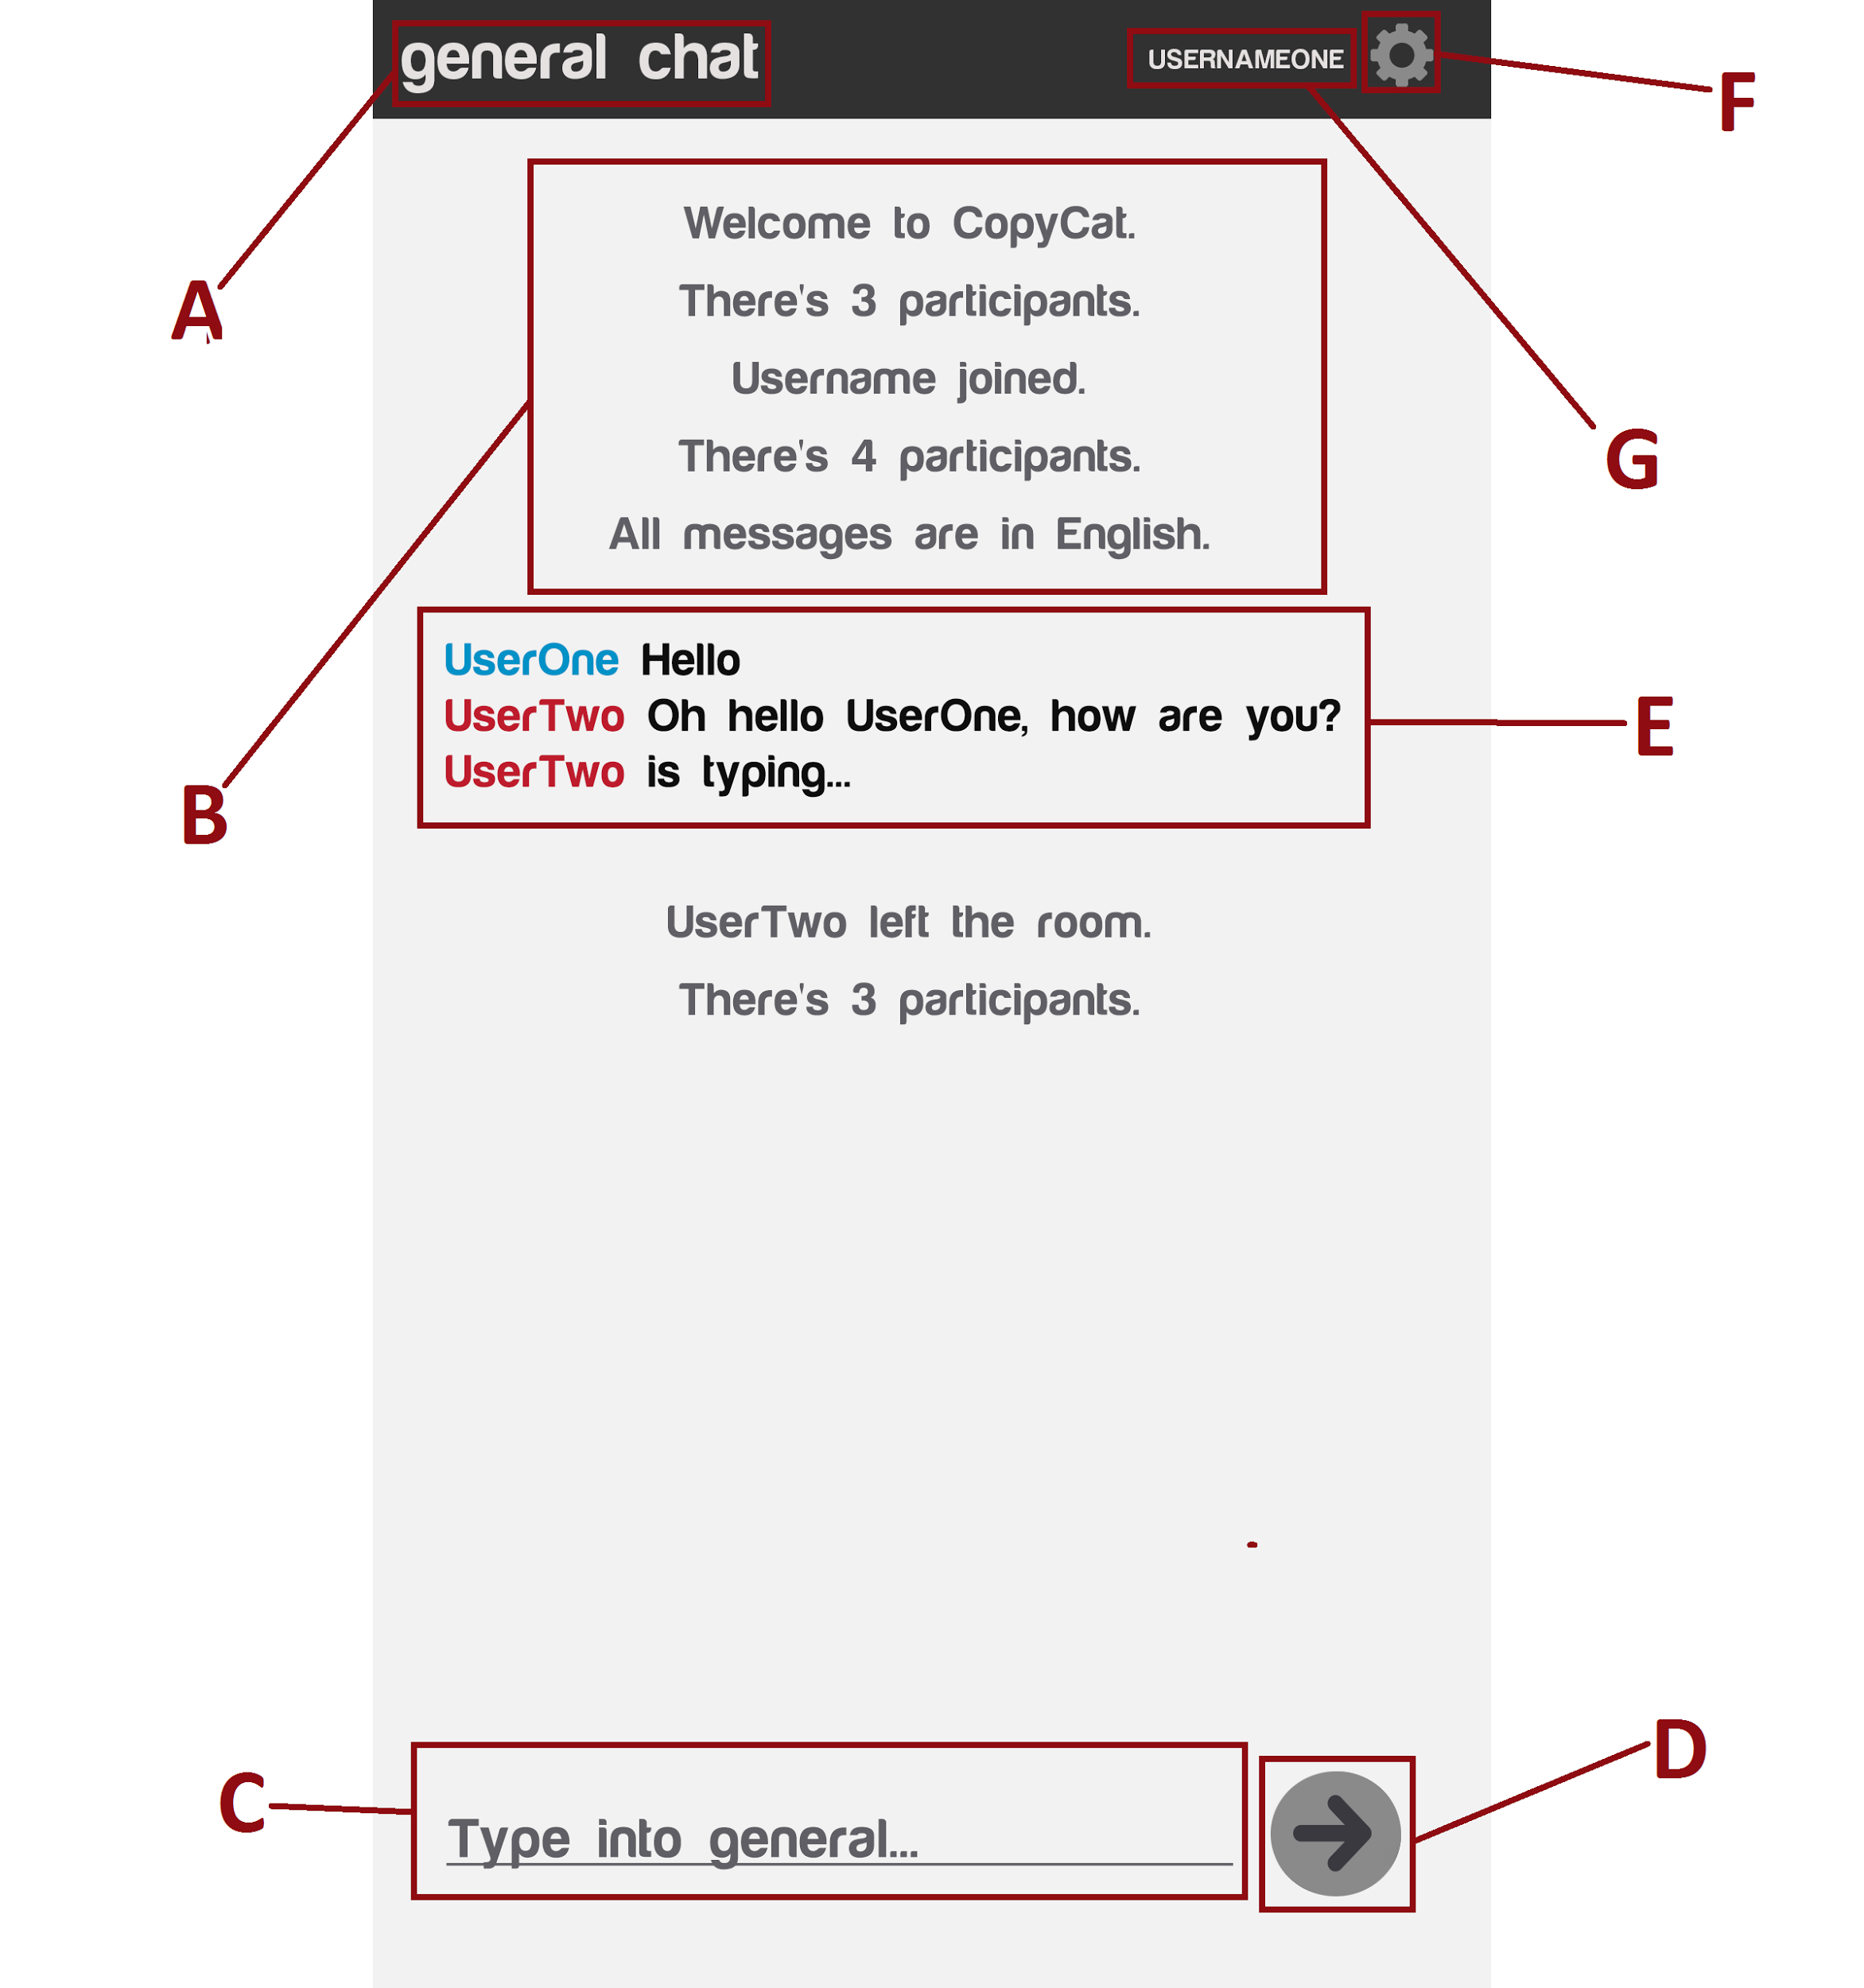 general chat
USERNAMEONE
F
Welcome to CopyCat.
There's 3 participants.
A
Username joined.
There's 4 participants.
G
All messages are in English.
UserOne Hello
UserTwo Oh hello UserOne, how are you?
E
UserTwo is typing...
B
UserTwo left the room.
There's 3 participants.
D
C
Type into general...